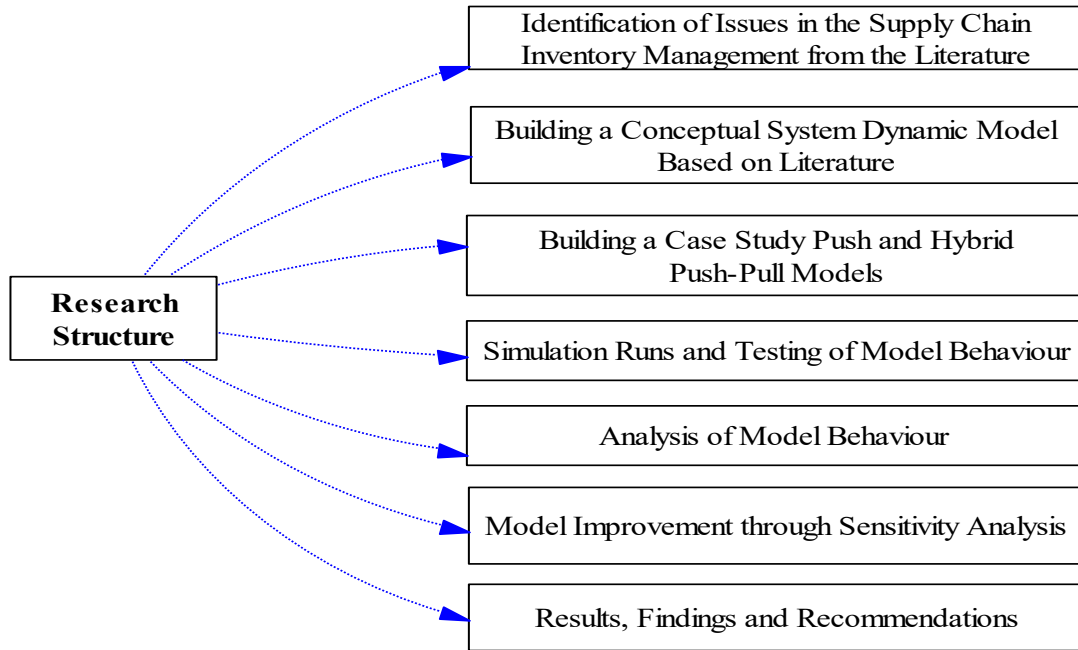 Identification of Issues in the Supply Chain
Inventory Management from the Literature
Building a Conceptual System Dynamic Model
Based on Literature
Building a Case Study Push and Hybrid
Push-Pull Models
Research
Structure
Simulation Runs and Testing of Model Behaviour
Analysis of Model Behaviour
Model Improvement through Sensitivity Analysis
Results, Findings and Recommendations